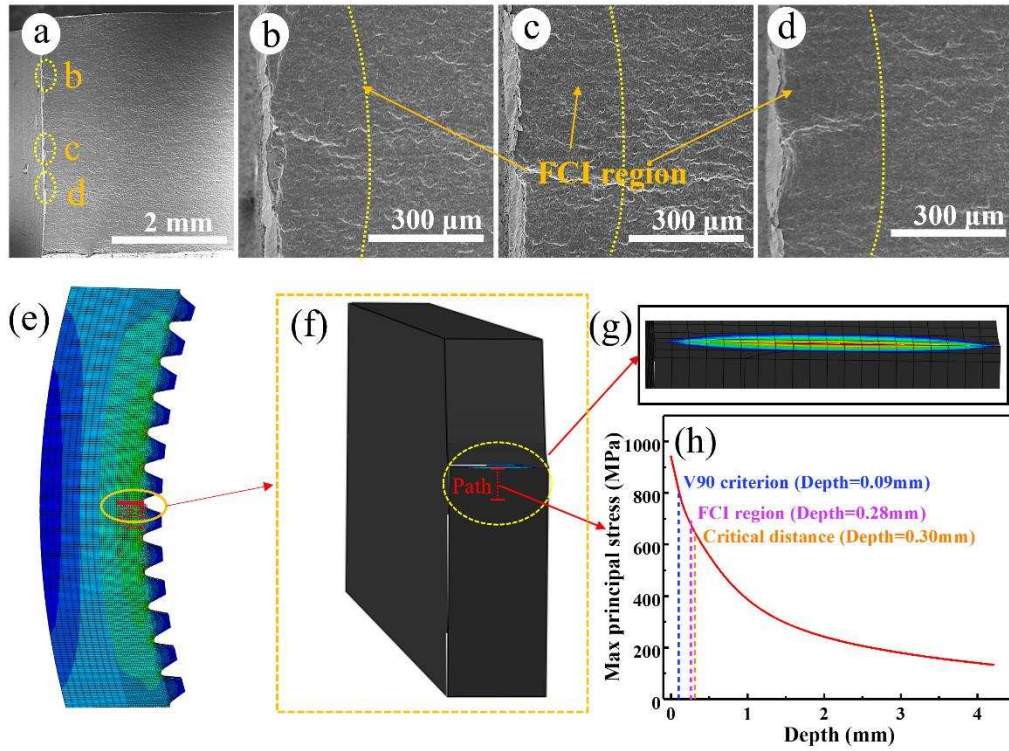 a
b
c
d
2 mm
b
300 μm
c
FCI region
300 μm
d
300 μm
(e)
(f)
Path
(g)
(h)
Max principal stress (MPa)
1000
800
600
400
200
0
V90 criterion (Depth=0.09mm)
FCI region (Depth=0.28mm)
Critical distance (Depth=0.30mm)
0 1 2 3 4
Depth (mm)